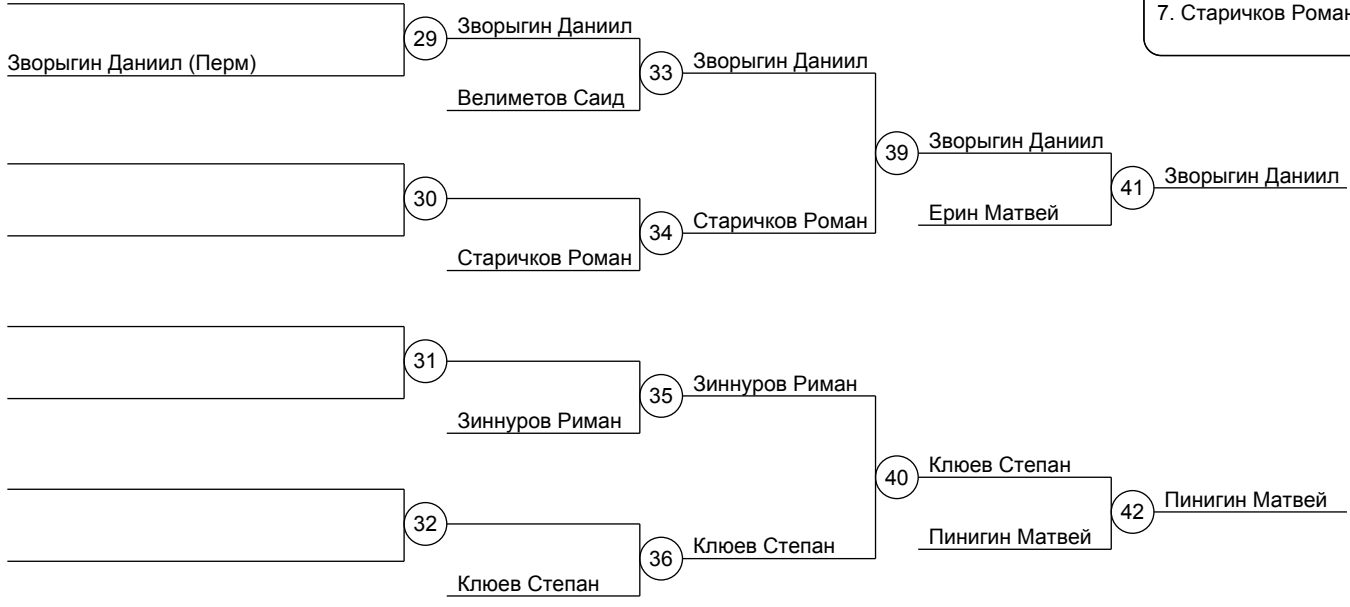 7. Старичков Роман
29
Зворыгин Даниил
Зворыгин Даниил (Перм)
33
Зворыгин Даниил
Велиметов Саид
39
Зворыгин Даниил
41
Зворыгин Даниил
30
Ерин Матвей
34
Старичков Роман
Старичков Роман
31
35
Зиннуров Риман
Зиннуров Риман
40
Клюев Степан
42
Пинигин Матвей
32
Пинигин Матвей
36
Клюев Степан
Клюев Степан